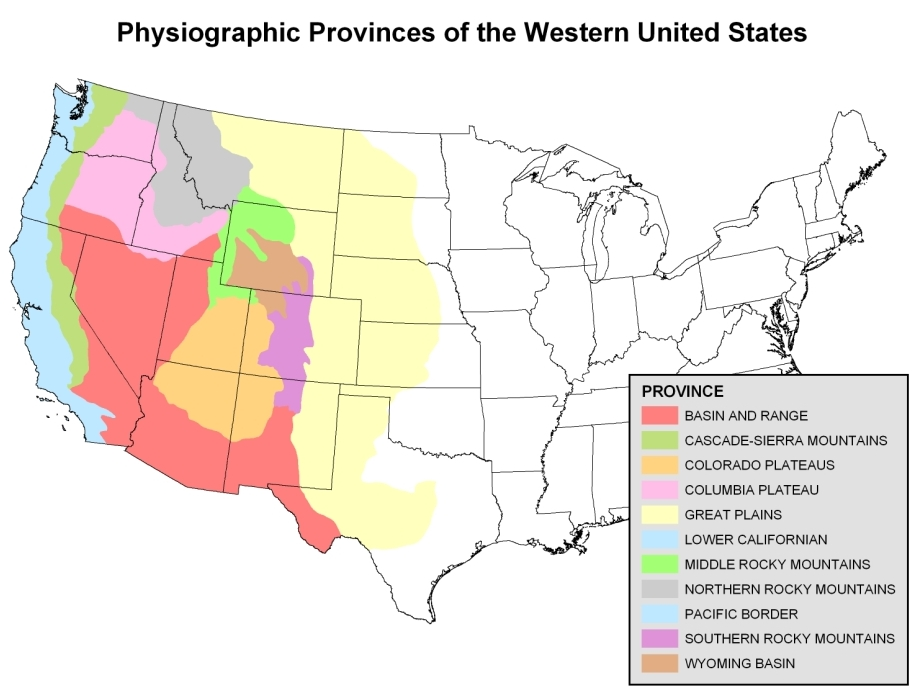 Physiographic Provinces of the Western United States
PROVINCE
BASIN AND RANGE
CASCADE-SIERRA MOUNTAINS
COLORADO PLATEAUS
COLUMBIA PLATEAU
GREAT PLAINS
LOWER CALIFORNIAN
MIDDLE ROCKY MOUNTAINS
NORTHERN ROCKY MOUNTAINS
PACIFIC BORDER
SOUTHERN ROCKY MOUNTAINS
WYOMING BASIN